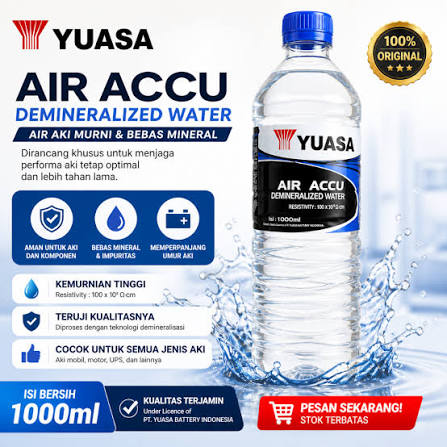 YUASA
100%
ORIGINAL
AIR ACCU
DEMINERALIZED WATER
AIR AKI MURNI & BEBAS MINERAL
Dirancang khusus untuk menjaga
performa aki tetap optimal
dan lebih tahan lama.
AMAN UNTUK AKI
DAN KOMPONEN
BEBAS MINERAL
& IMPURITAS
MEMPERPANJANG
UMUR AKI
KEMURNIAN TINGGI
TERUJI KUALITASNYA
Diproses dengan teknologi demineralisasi
COCOK UNTUK SEMUA JENIS AKI
Aki mobil, motor, UPS, dan lainnya
YUASA
AIR ACCU
DEMINERALIZED WATER
Isi : 1000ml
ISI BERSIH
1000ml
KUALITAS TERJAMIN
Under Licence of
PT. YUASA BATTERY INDONESIA
PESAN SEKARANG!
STOK TERBATAS